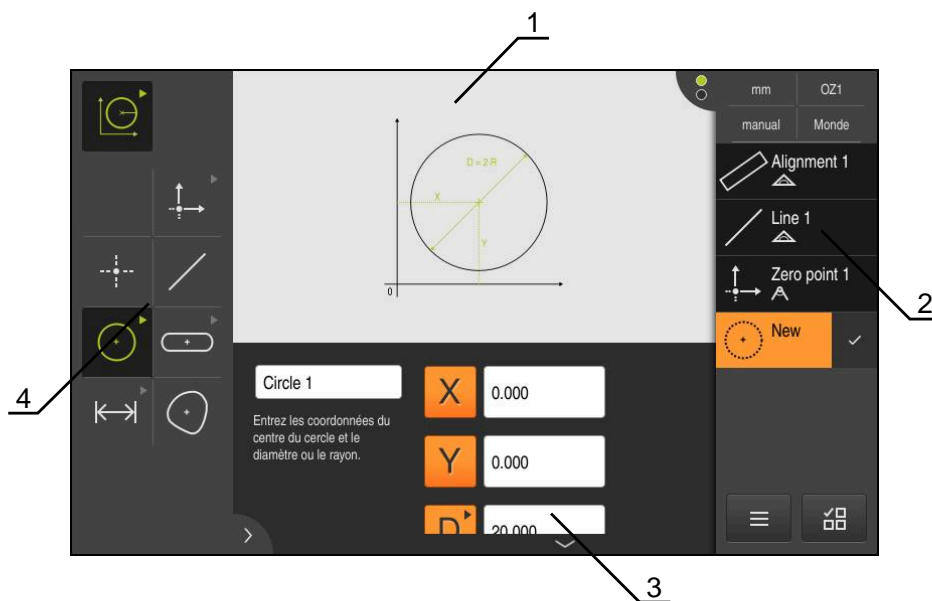 1
mm
OZ1
manual
Monde
D = 2 R
X
Y
0
Alignment 1
Line 1
Zero point 1
New
2
4
Circle 1
Entrez les coordonnées du
centre du cercle et le
diamètre ou le rayon.
X
0.000
Y
0.000
D
20.000
3